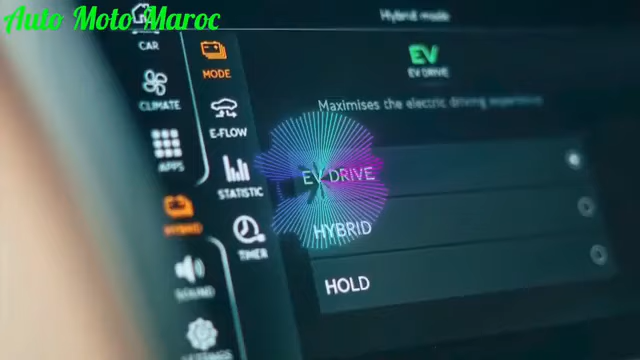 Auto Moto Maroc
Hybrid mode
CAR
MODE
EV
EV DRIVE
CLIMATE
Maximises the electric driving experience
E-FLOW
APPS
EV DRIVE
STATISTIC
HYBRID
HYBRID
TIMER
SOUND
HOLD
SETTINGS